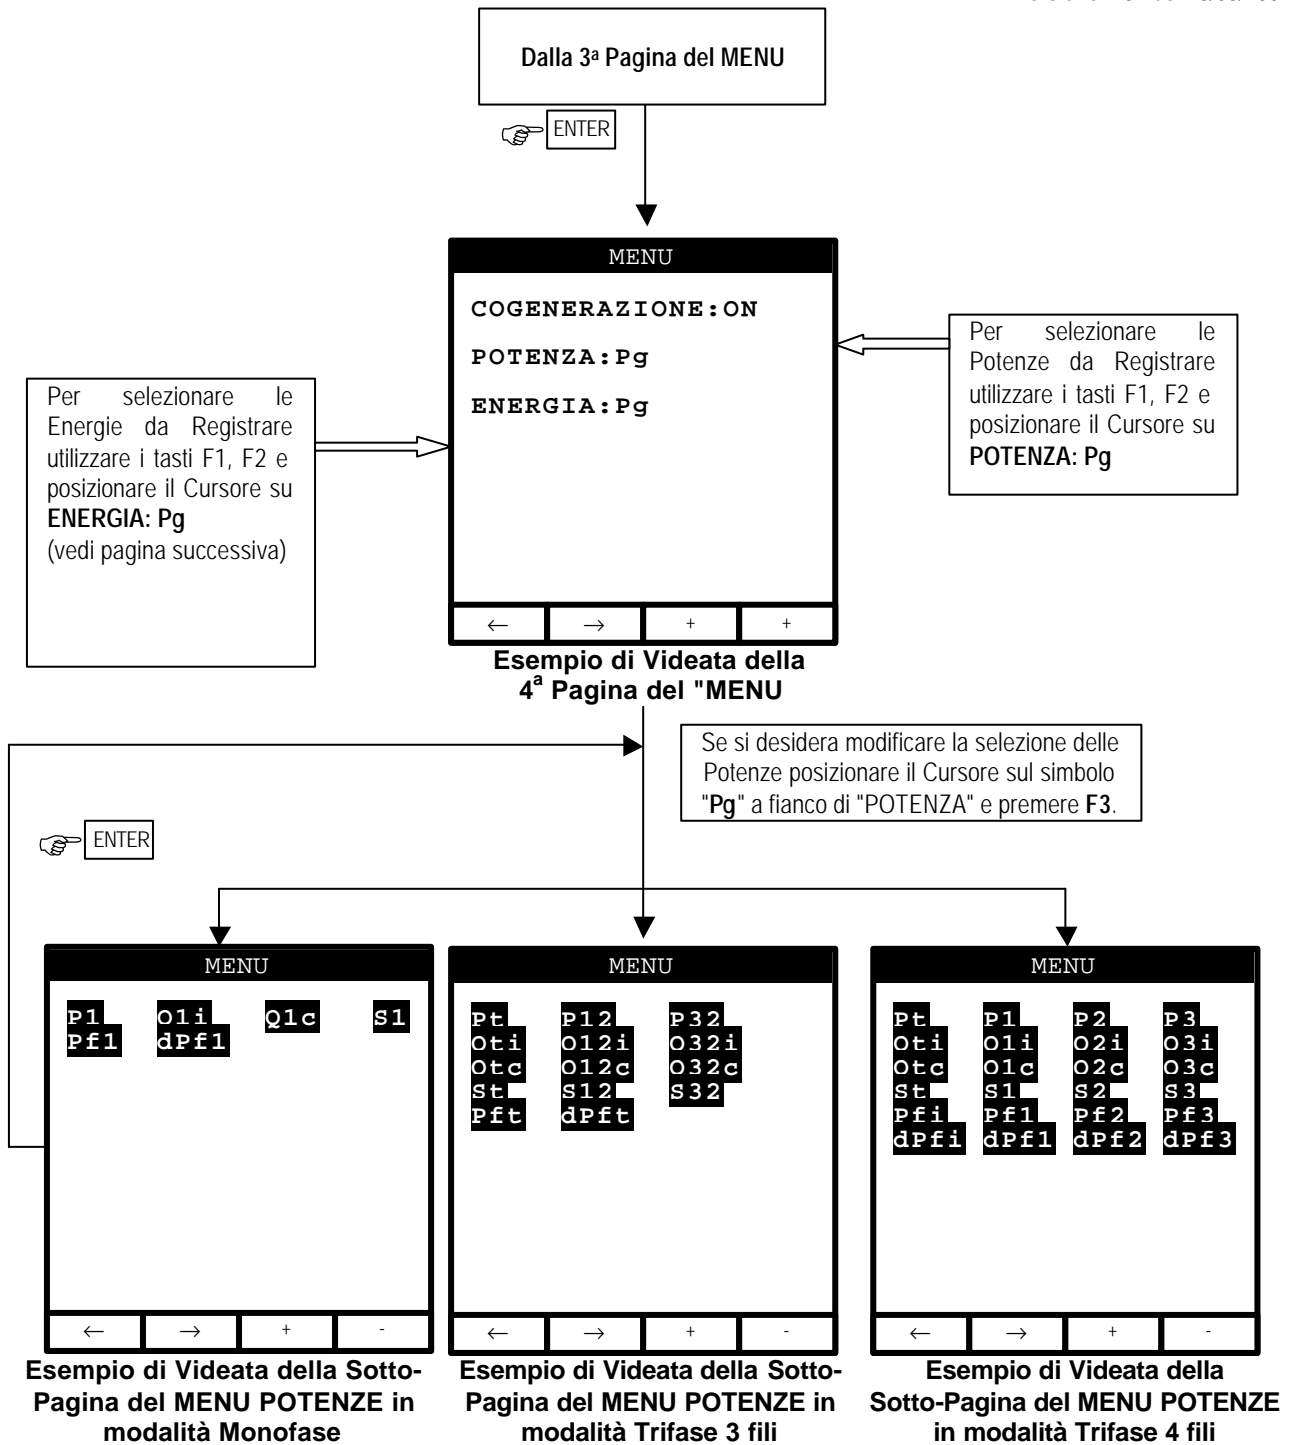 Dalla 3ª Pagina del MENU
ENTER
MENU
COGENERAZIONE:ON
POTENZA:Pg
ENERGIA:Pg
← → + +
Per selezionare le
Energie da Registrare
utilizzare i tasti F1, F2 e
posizionare il Cursore su
ENERGIA: Pg
(vedi pagina successiva)
Per selezionare le
Potenze da Registrare
utilizzare i tasti F1, F2 e
posizionare il Cursore su
POTENZA: Pg
Esempio di Videata della
4ª Pagina del "MENU
Se si desidera modificare la selezione delle
Potenze posizionare il Cursore sul simbolo
"Pg" a fianco di "POTENZA" e premere F3.
ENTER
MENU
P1 Q1i Q1c S1
Pf1 dPf1
← → + -
Esempio di Videata della Sotto-
Pagina del MENU POTENZE in
modalità Monofase
MENU
Pt P12 P32
Qti Q12i Q32i
Qtc Q12c Q32c
St S12 S32
Pft dPft
← → + -
Esempio di Videata della Sotto-
Pagina del MENU POTENZE in
modalità Trifase 3 fili
MENU
Pt P1 P2 P3
Qti Q1i Q2i Q3i
Qtc Q1c Q2c Q3c
St S1 S2 S3
Pfi Pf1 Pf2 Pf3
dPfi dPf1 dPf2 dPf3
← → + -
Esempio di Videata della
Sotto-Pagina del MENU POTENZE
in modalità Trifase 4 fili